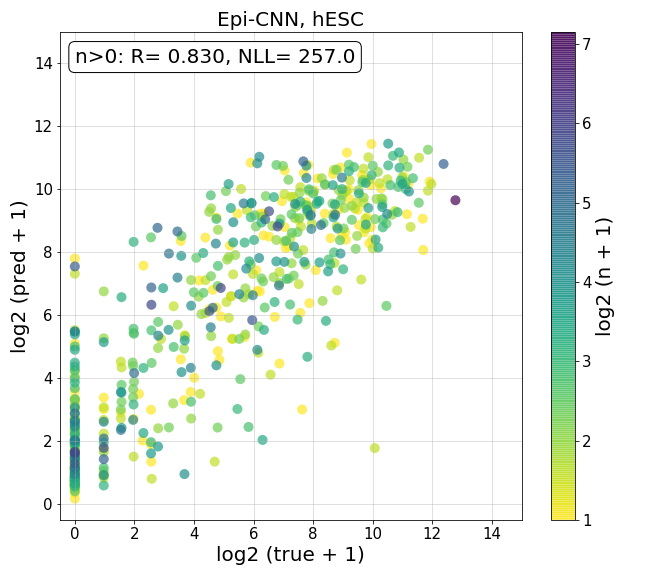 Epi-CNN, hESC
n>0: R= 0.830, NLL= 257.0
log2 (pred + 1)
14
12
10
8
6
4
2
0
0 2 4 6 8 10 12 14
log2 (true + 1)
7
6
5
4
3
2
1
log2 (n + 1)